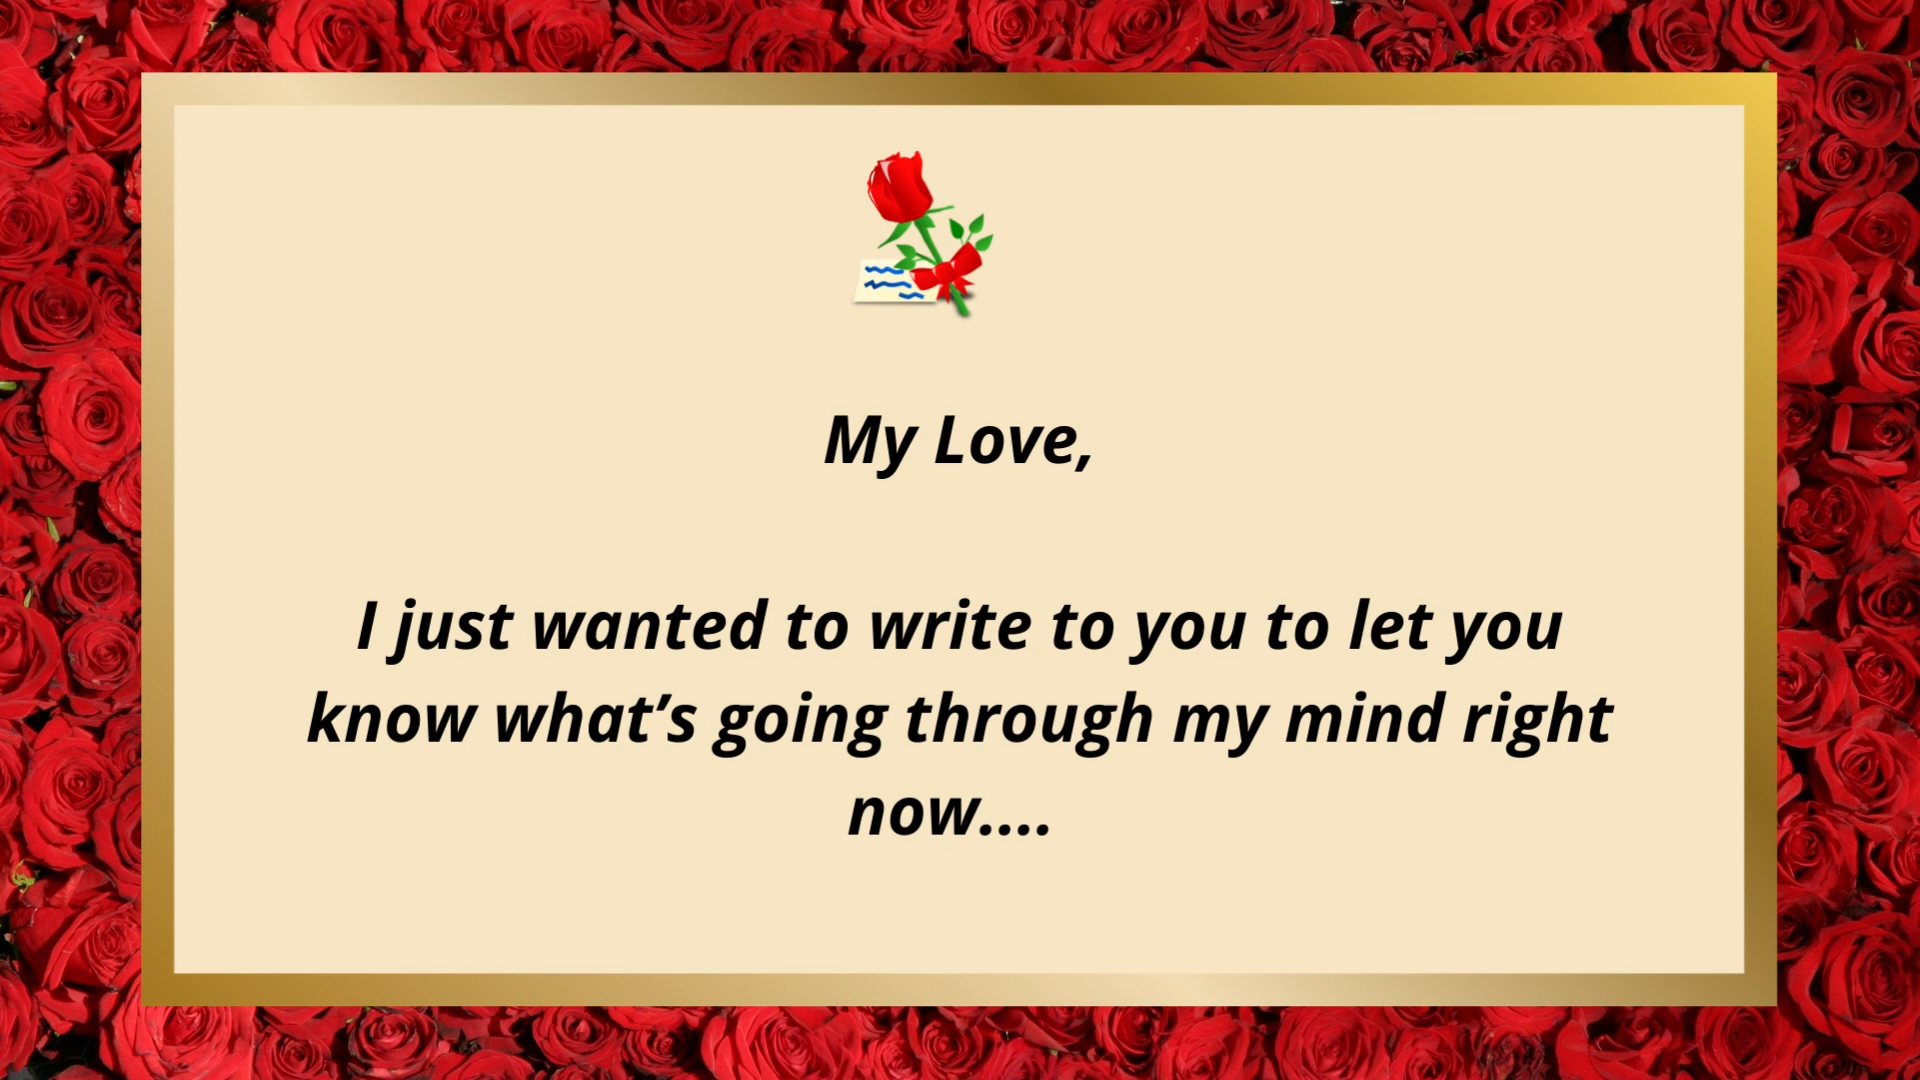 My Love,
I just wanted to write to you to let you
know what’s going through my mind right
now....